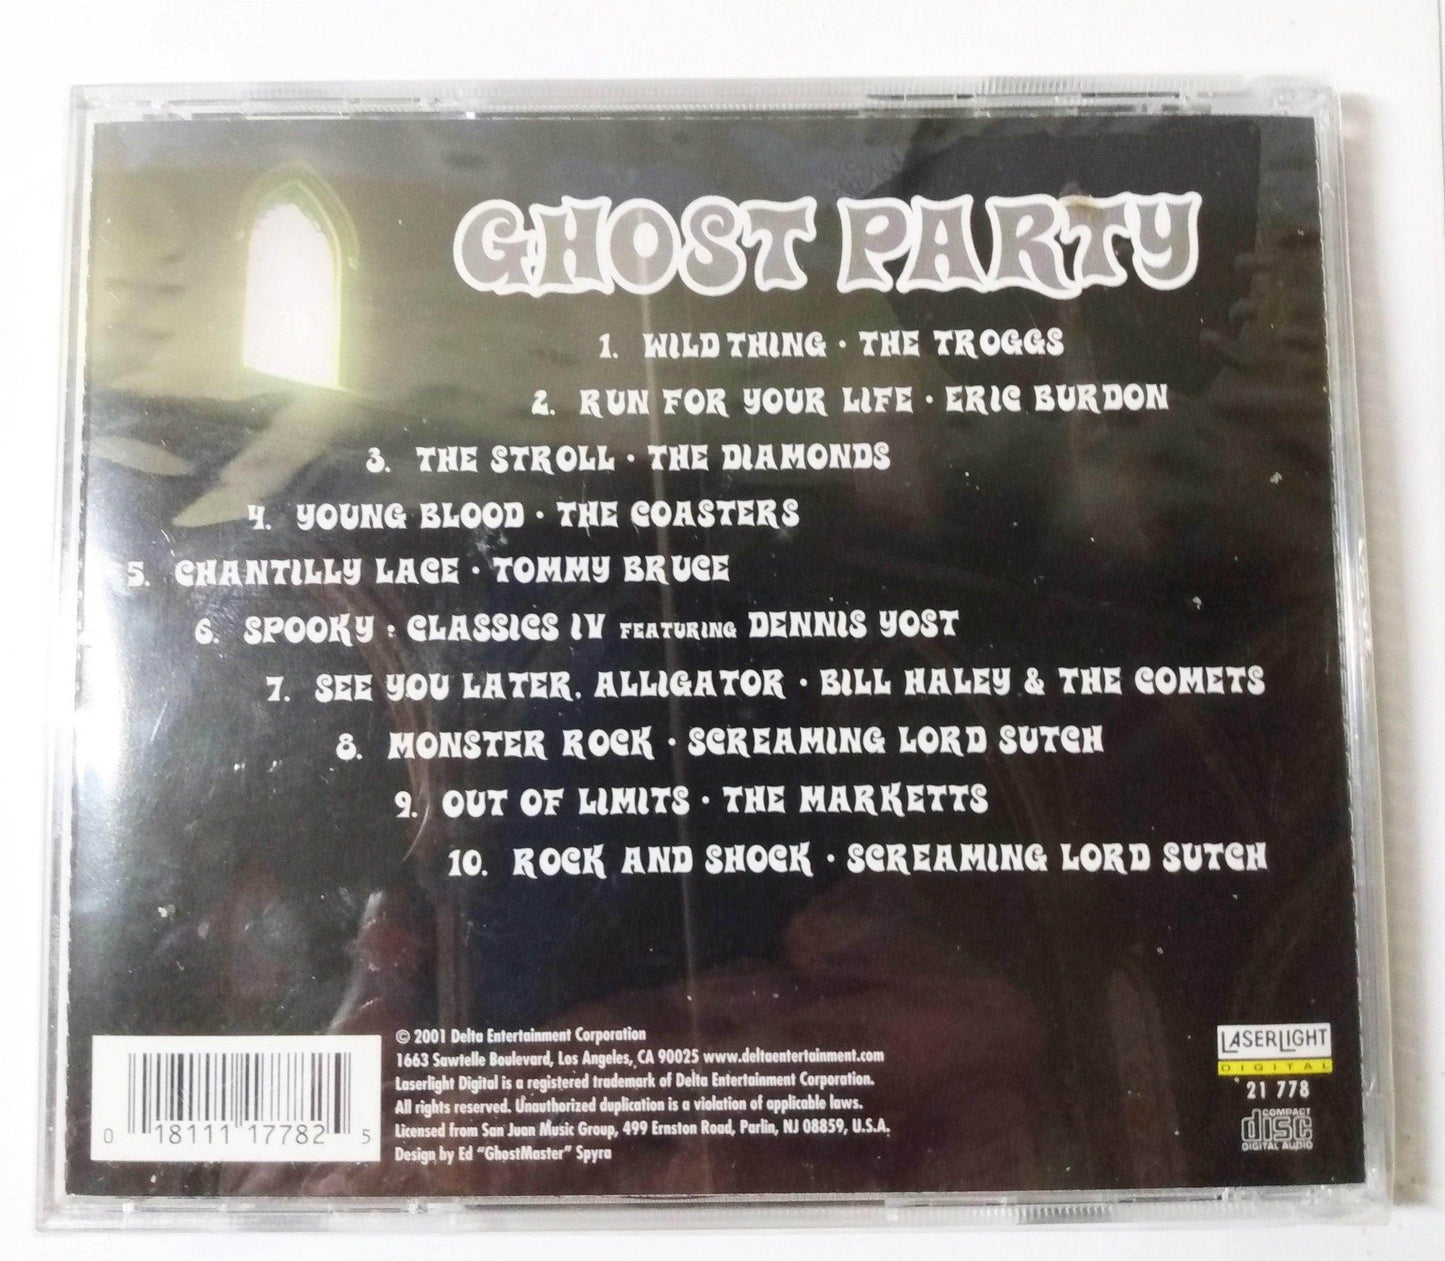 GHOST PARTY
1. WILD THING · THE TROGGS
2. RUN FOR YOUR LIFE · ERIC BURDON
3. THE STROLL · THE DIAMONDS
4. YOUNG BLOOD · THE COASTERS
5. CHANTILLY LACE · TOMMY BRUCE
6. SPOOKY · CLASSICS IV FEATURING DENNIS YOST
7. SEE YOU LATER, ALLIGATOR · BILL HALEY & THE COMETS
8. MONSTER ROCK · SCREAMING LORD SUTCH
9. OUT OF LIMITS · THE MARKETTS
10. ROCK AND SHOCK · SCREAMING LORD SUTCH
© 2001 Delta Entertainment Corporation
1663 Sawtelle Boulevard, Los Angeles, CA 90025 www.deltaentertainment.com
Laserlight Digital is a registered trademark of Delta Entertainment Corporation.
All rights reserved. Unauthorized duplication is a violation of applicable laws.
Licensed from San Juan Music Group, 499 Ernston Road, Parlin, NJ 08859, U.S.A.
Design by Ed "GhostMaster" Spyra
0 18111 17782 5
LASERLIGHT
DIGITAL
21 778
COMPACT
disc
DIGITAL AUDIO